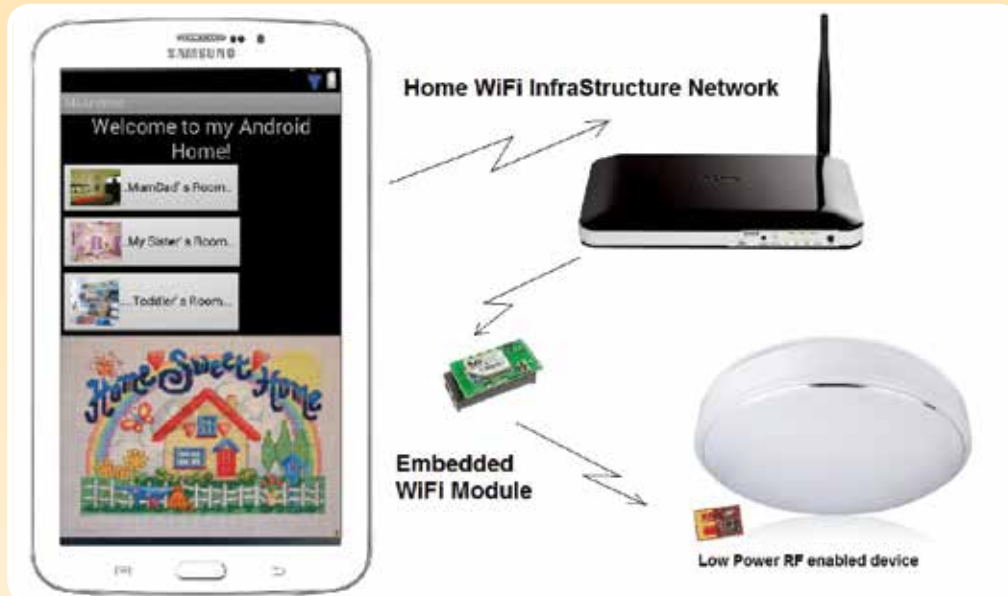 SAMSUNG
Welcome to my Android
Home!
..MamDad's Room..
..My Sister's Room..
...Toddler's Room...
Home Sweet Home
Home WiFi InfraStructure Network
Embedded
WiFi Module
Low Power RF enabled device